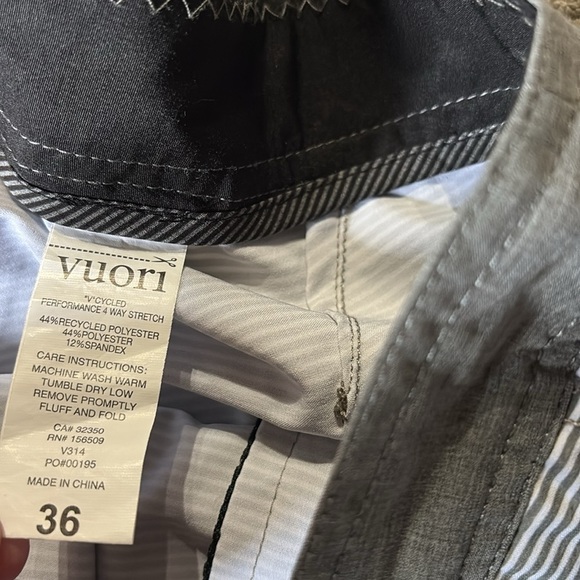 vuori
"V"CYCLED
PERFORMANCE 4 WAY STRETCH
44%RECYCLED POLYESTER
44%POLYESTER
12%SPANDEX
CARE INSTRUCTIONS:
MACHINE WASH WARM
TUMBLE DRY LOW
REMOVE PROMPTLY
FLUFF AND FOLD
CA# 32350
RN# 156509
V314
PO#00195
MADE IN CHINA
36